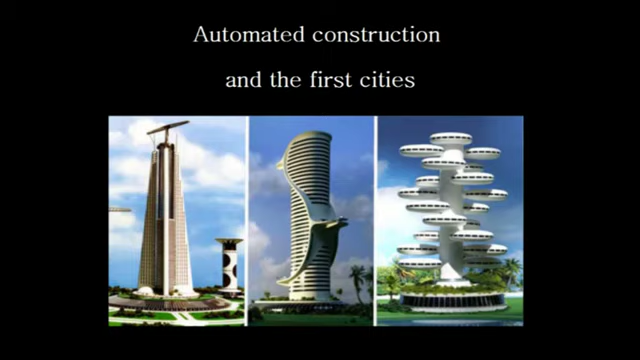 Automated construction
and the first cities